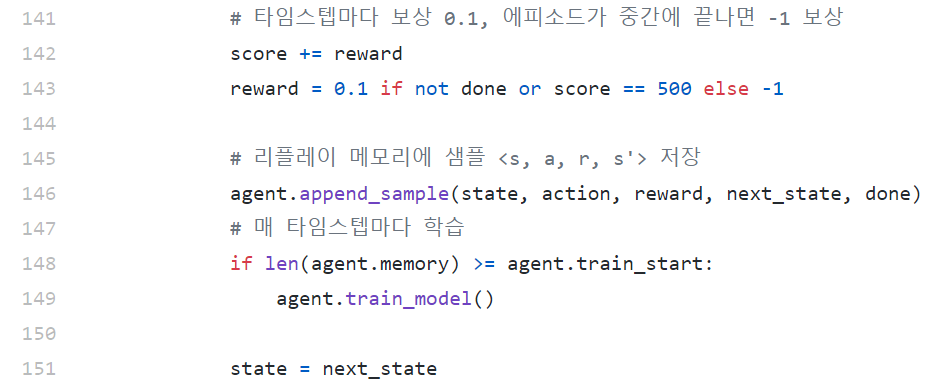 141 # 타임스텝마다 보상 0.1, 에피소드가 중간에 끝나면 -1 보상
142 score += reward
143 reward = 0.1 if not done or score == 500 else -1
144
145 # 리플레이 메모리에 샘플 <s, a, r, s'> 저장
146 agent.append_sample(state, action, reward, next_state, done)
147 # 매 타임스텝마다 학습
148 if len(agent.memory) >= agent.train_start:
149 agent.train_model()
150
151 state = next_state